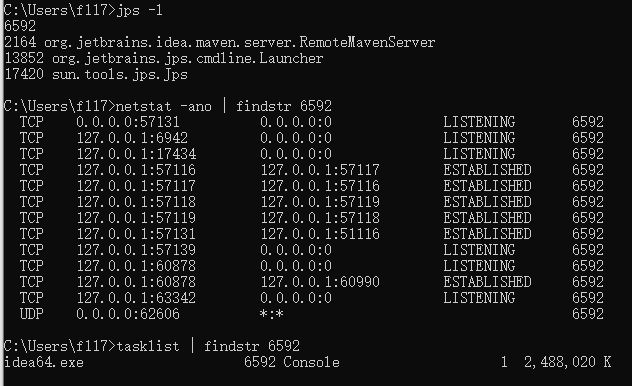 C:\Users\f117>jps -l
6592
2164 org.jetbrains.idea.maven.server.RemoteMavenServer
13852 org.jetbrains.jps.cmdline.Launcher
17420 sun.tools.jps.Jps
C:\Users\f117>netstat -ano | findstr 6592
TCP 0.0.0.0:57131 0.0.0.0:0 LISTENING 6592
TCP 127.0.0.1:6942 0.0.0.0:0 LISTENING 6592
TCP 127.0.0.1:17434 0.0.0.0:0 LISTENING 6592
TCP 127.0.0.1:57116 127.0.0.1:57117 ESTABLISHED 6592
TCP 127.0.0.1:57117 127.0.0.1:57116 ESTABLISHED 6592
TCP 127.0.0.1:57118 127.0.0.1:57119 ESTABLISHED 6592
TCP 127.0.0.1:57119 127.0.0.1:57118 ESTABLISHED 6592
TCP 127.0.0.1:57131 127.0.0.1:51116 ESTABLISHED 6592
TCP 127.0.0.1:57139 0.0.0.0:0 LISTENING 6592
TCP 127.0.0.1:60878 0.0.0.0:0 LISTENING 6592
TCP 127.0.0.1:60878 127.0.0.1:60990 ESTABLISHED 6592
TCP 127.0.0.1:63342 0.0.0.0:0 LISTENING 6592
UDP 0.0.0.0:62606 *:* 6592
C:\Users\f117>tasklist | findstr 6592
idea64.exe 6592 Console 1 2,488,020 K